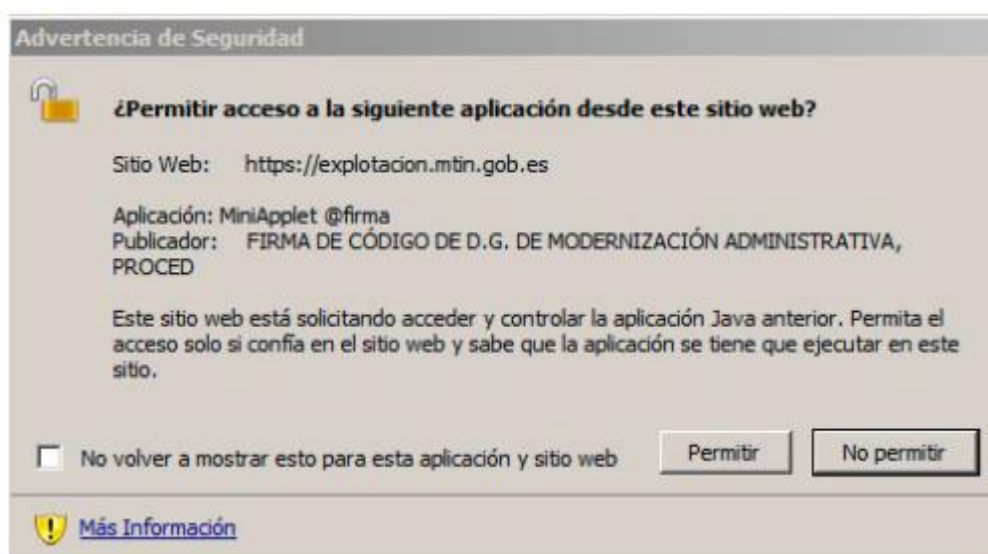 Advertencia de Seguridad
¿Permitir acceso a la siguiente aplicación desde este sitio web?
Sitio Web: https://explotacion.mtin.gob.es
Aplicación: MiniApplet @firma
Publicador: FIRMA DE CÓDIGO DE D.G. DE MODERNIZACIÓN ADMINISTRATIVA,
PROCED
Este sitio web está solicitando acceder y controlar la aplicación Java anterior. Permita el
acceso solo si confía en el sitio web y sabe que la aplicación se tiene que ejecutar en este
sitio.
No volver a mostrar esto para esta aplicación y sitio web Permitir No permitir
Más Información